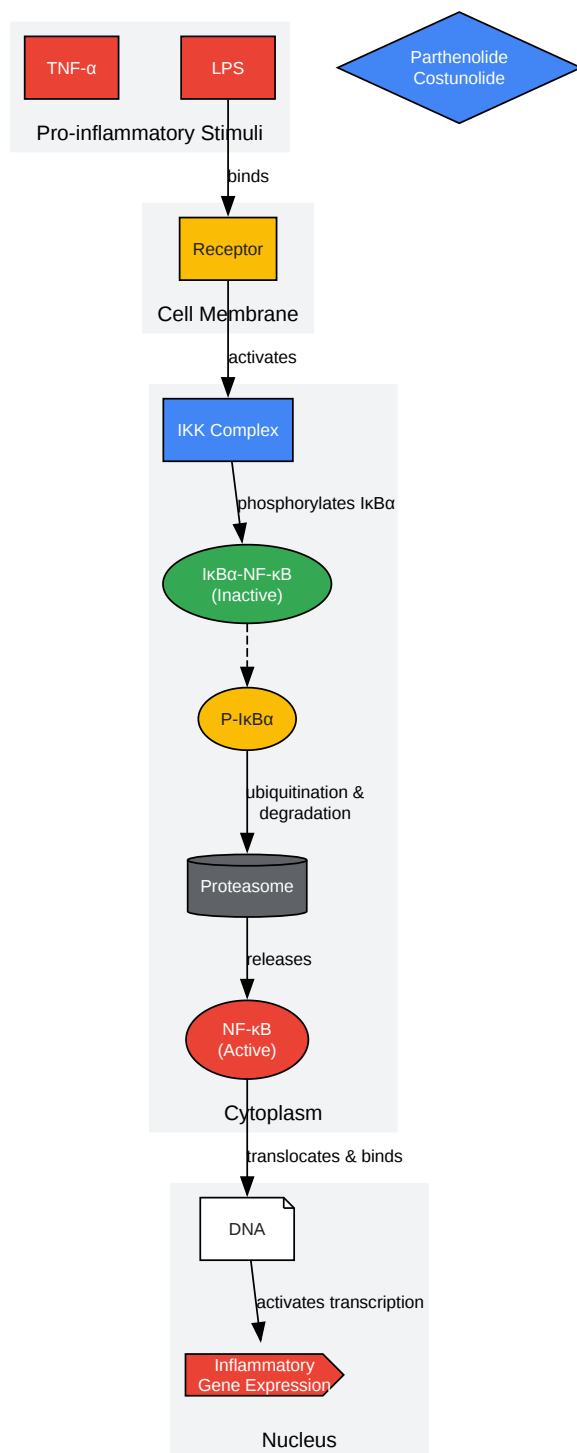 TNF-α
LPS
Parthenolide
Costunolide
Pro-inflammatory Stimuli
binds
Receptor
Cell Membrane
activates
IKK Complex
phosphorylates IκBα
IκBα-NF-κB
(Inactive)
P-IκBα
ubiquitination &
degradation
Proteasome
releases
NF-κB
(Active)
Cytoplasm
translocates & binds
DNA
activates transcription
Inflammatory
Gene Expression
Nucleus